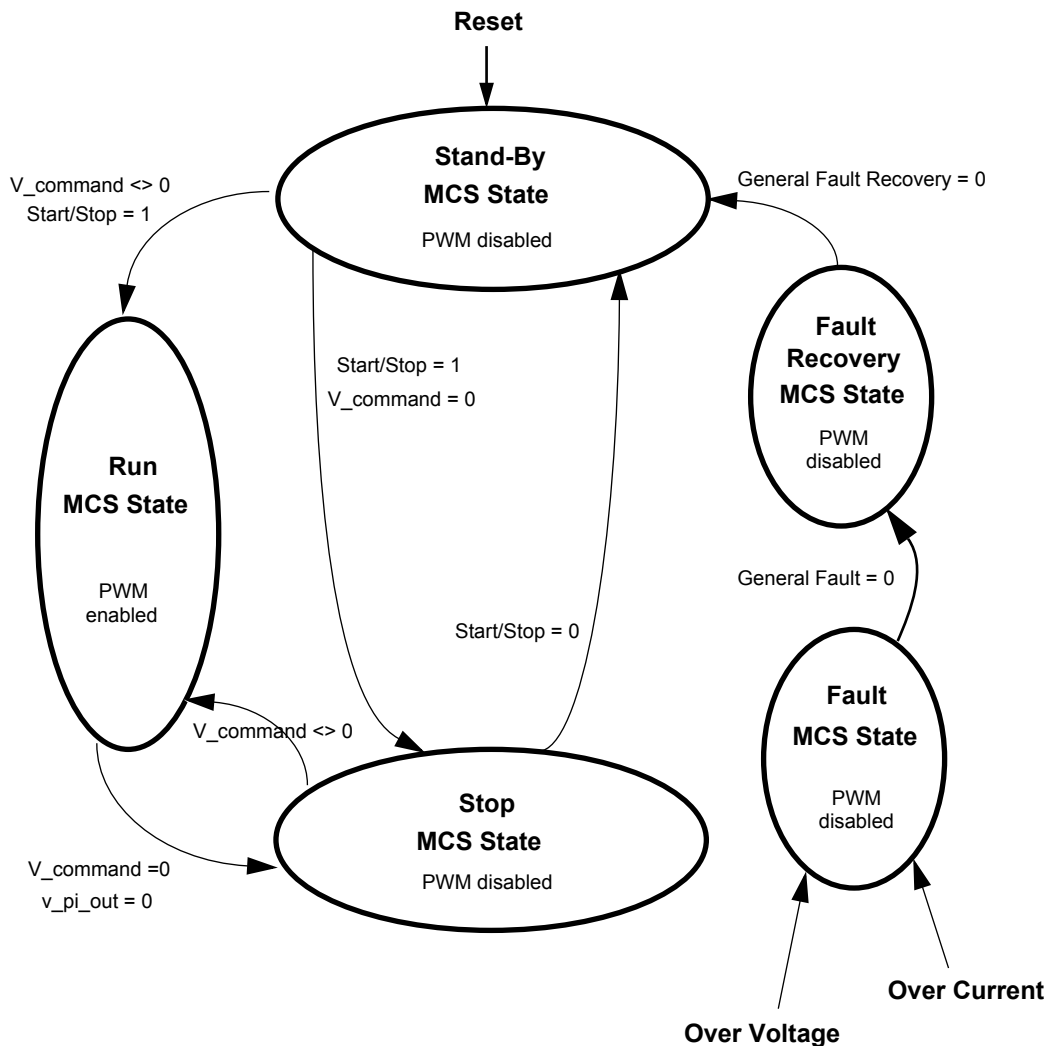 Reset
Stand-By
MCS State
PWM disabled
V_command <> 0
Start/Stop = 1
General Fault Recovery = 0
Fault
Recovery
MCS State
PWM
disabled
Start/Stop = 1
V_command = 0
Run
MCS State
PWM
enabled
General Fault = 0
Start/Stop = 0
Fault
MCS State
PWM
disabled
V_command <> 0
Stop
MCS State
PWM disabled
V_command =0
v_pi_out = 0
Over Current
Over Voltage